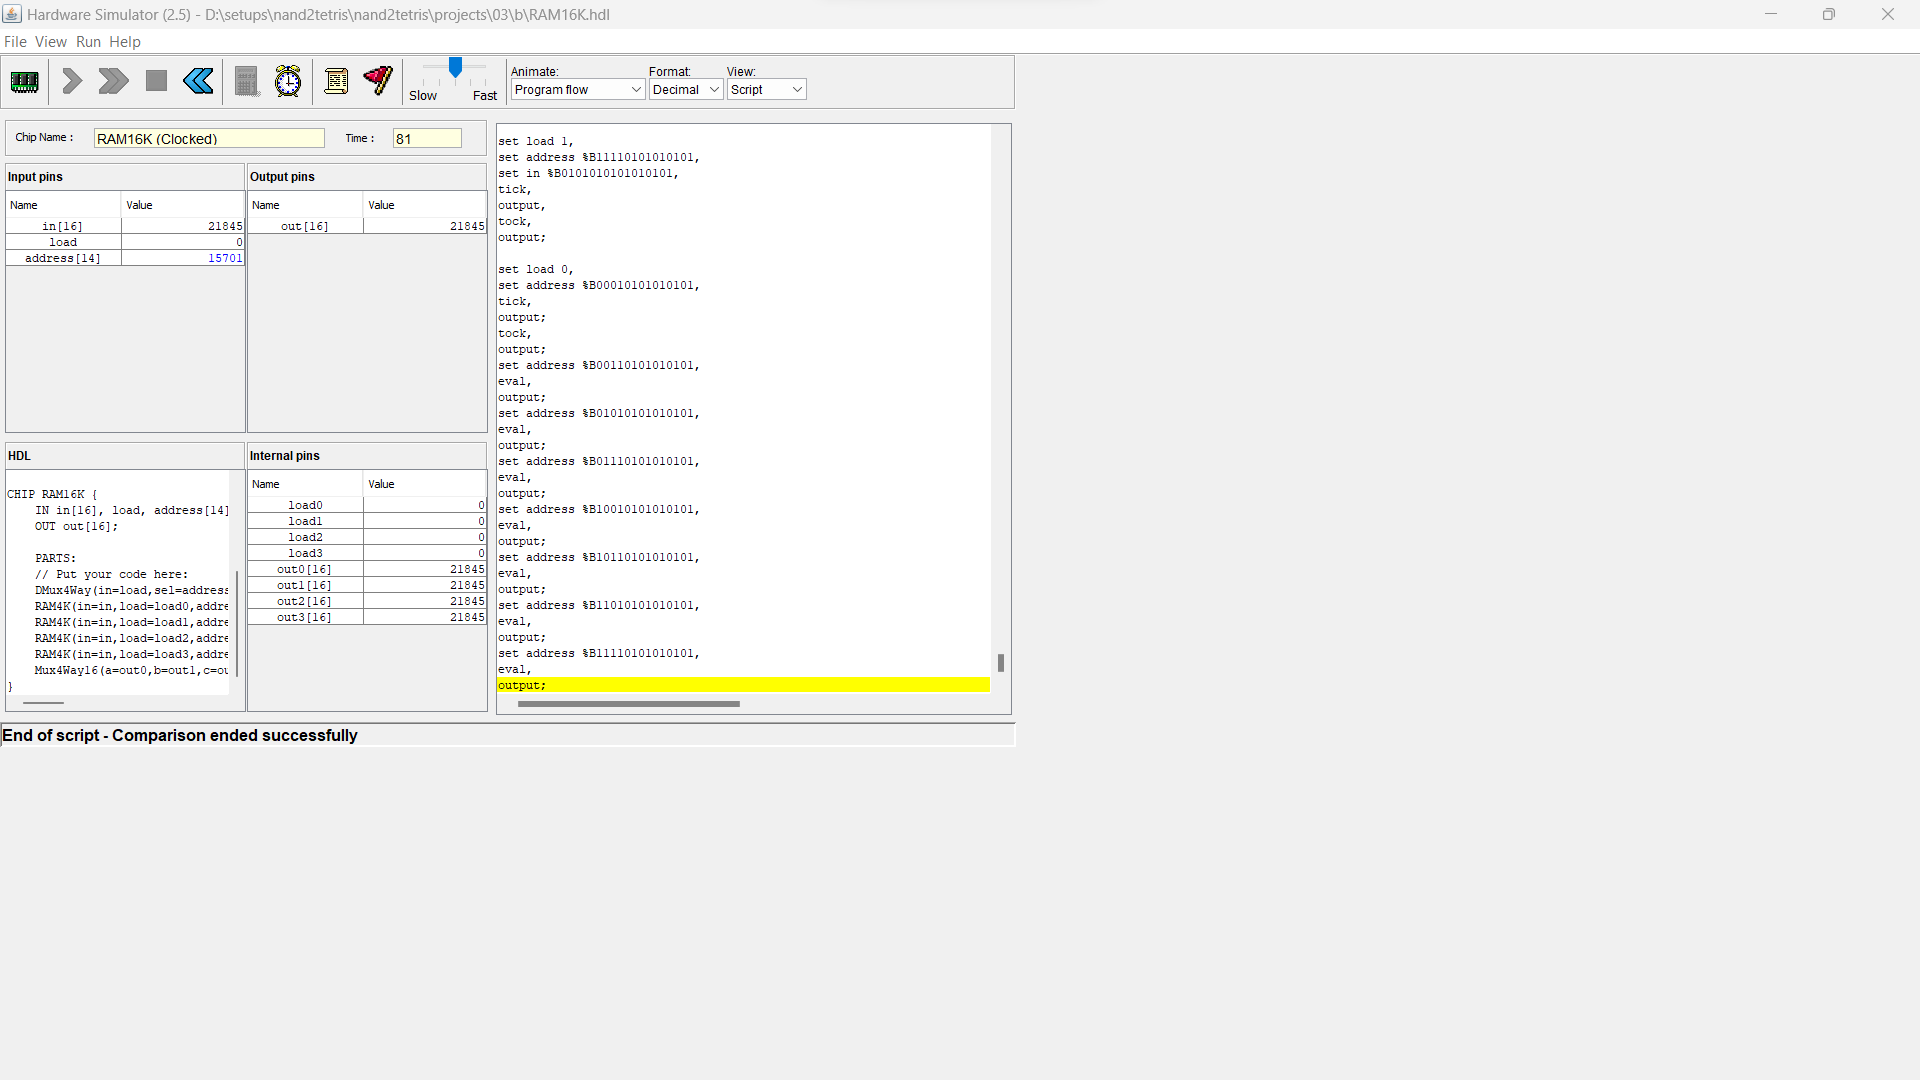 Hardware Simulator (2.5) - D:\setups\nand2tetris\nand2tetris\projects\03\b\RAM16K.hdl
File View Run Help
Slow Fast
Animate:
Program flow
Format:
Decimal
View:
Script
Chip Name :
RAM16K (Clocked)
Time :
81
Input pins
Name Value
in[16] 21845
load 0
address[14] 15701
Output pins
Name Value
out[16] 21845
HDL
CHIP RAM16K {
IN in[16], load, address[14]
OUT out[16];
PARTS:
// Put your code here:
DMux4Way(in=load,sel=address
RAM4K(in=in,load=load0,addre
RAM4K(in=in,load=load1,addre
RAM4K(in=in,load=load2,addre
RAM4K(in=in,load=load3,addre
Mux4Way16(a=out0,b=out1,c=ou
}
Internal pins
Name Value
load0 0
load1 0
load2 0
load3 0
out0[16] 21845
out1[16] 21845
out2[16] 21845
out3[16] 21845
set load 1,
set address %B11110101010101,
set in %B0101010101010101,
tick,
output,
tock,
output;
set load 0,
set address %B00010101010101,
tick,
output;
tock,
output;
set address %B00110101010101,
eval,
output;
set address %B01010101010101,
eval,
output;
set address %B01110101010101,
eval,
output;
set address %B10010101010101,
eval,
output;
set address %B10110101010101,
eval,
output;
set address %B11010101010101,
eval,
output;
set address %B11110101010101,
eval,
output;
End of script - Comparison ended successfully